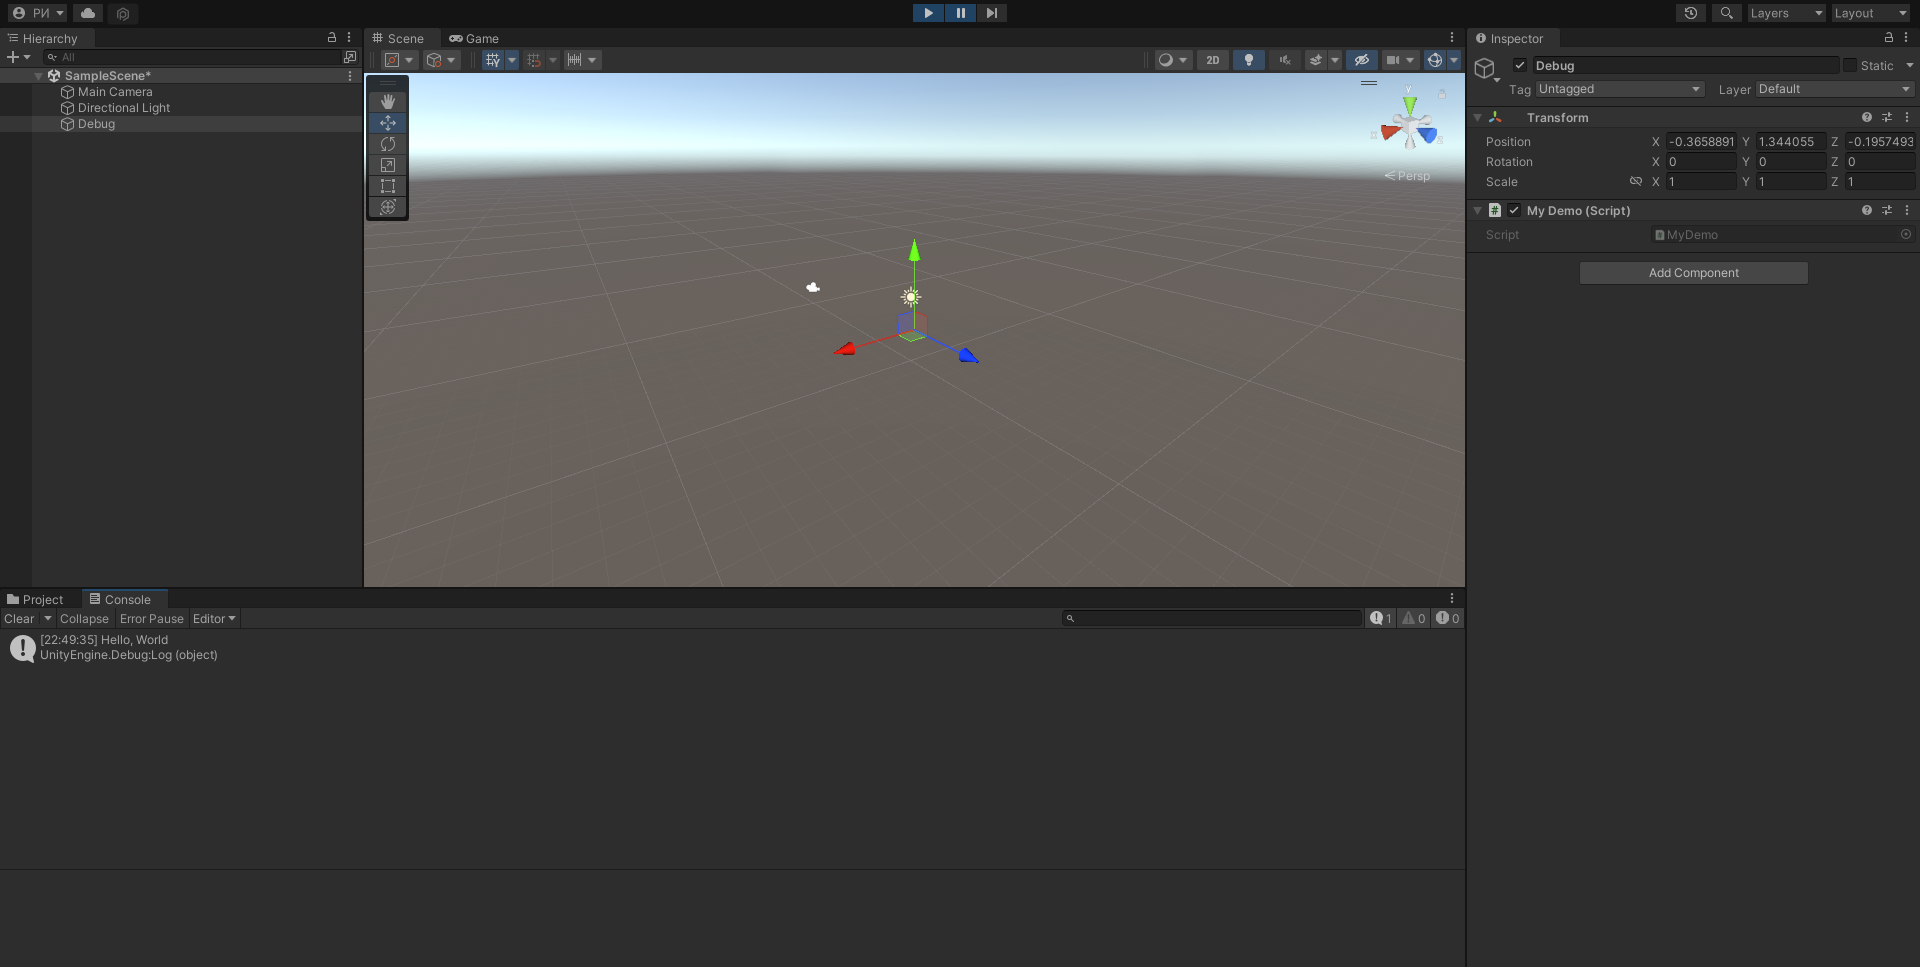 РИ
Layers
Layout
Hierarchy
All
SampleScene*
Main Camera
Directional Light
Debug
Scene
Game
2D
y
Persp
Inspector
Debug
Static
Tag Untagged
Layer Default
Transform
Position X -0.3658891 Y 1.344055 Z -0.1957493
Rotation X 0 Y 0 Z 0
Scale X 1 Y 1 Z 1
My Demo (Script)
Script MyDemo
Add Component
Project
Console
Clear Collapse Error Pause Editor
1 0 0
[22:49:35] Hello, World
UnityEngine.Debug:Log (object)